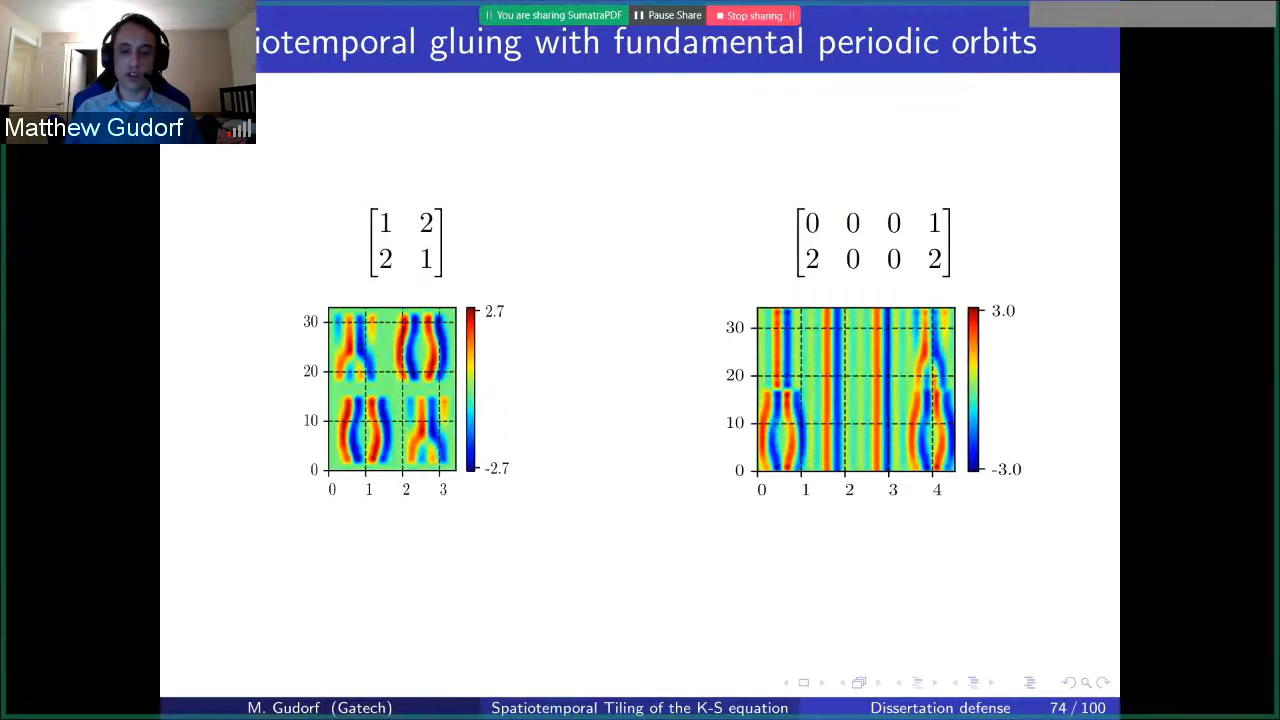 You are sharing SumatraPDF Pause Share Stop sharing
iotemporal gluing with fundamental periodic orbits
Matthew Gudorf
1 2
2 1
0 0 0 1
2 0 0 2
30
20
10
0
0 1 2 3
2.7
-2.7
30
20
10
0
0 1 2 3 4
3.0
-3.0
M. Gudorf (Gatech) Spatiotemporal Tiling of the K-S equation Dissertation defense 74 / 100